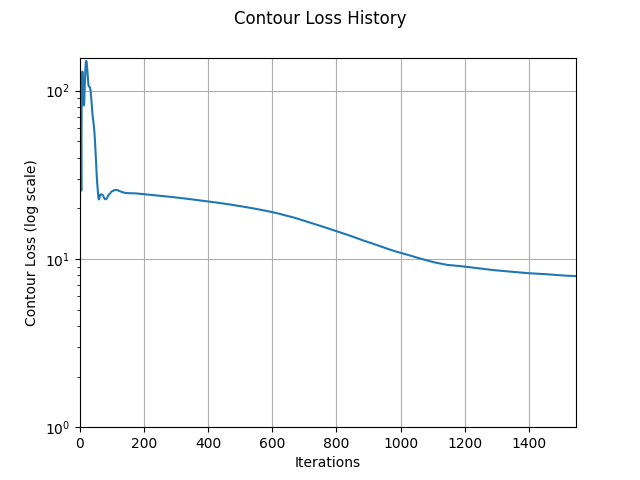 Contour Loss History
Contour Loss (log scale)
10²
10¹
10⁰
0 200 400 600 800 1000 1200 1400
Iterations